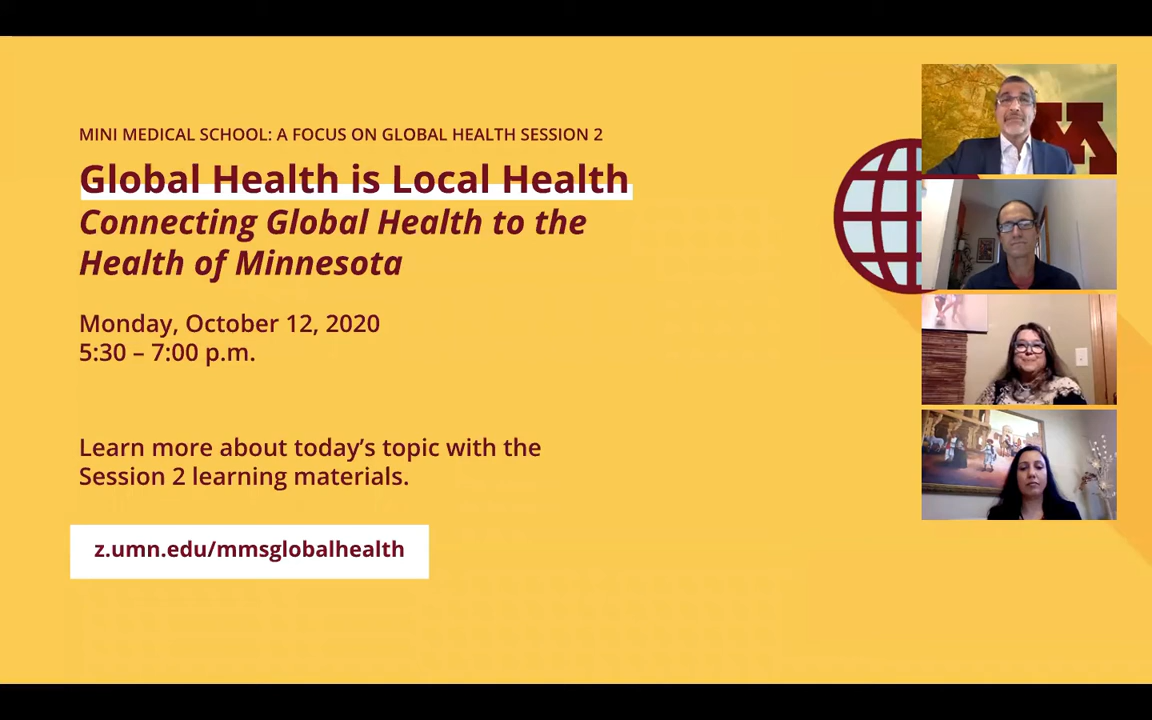 MINI MEDICAL SCHOOL: A FOCUS ON GLOBAL HEALTH SESSION 2
Global Health is Local Health
Connecting Global Health to the
Health of Minnesota
Monday, October 12, 2020
5:30 – 7:00 p.m.
Learn more about today’s topic with the
Session 2 learning materials.
z.umn.edu/mmsglobalhealth
M